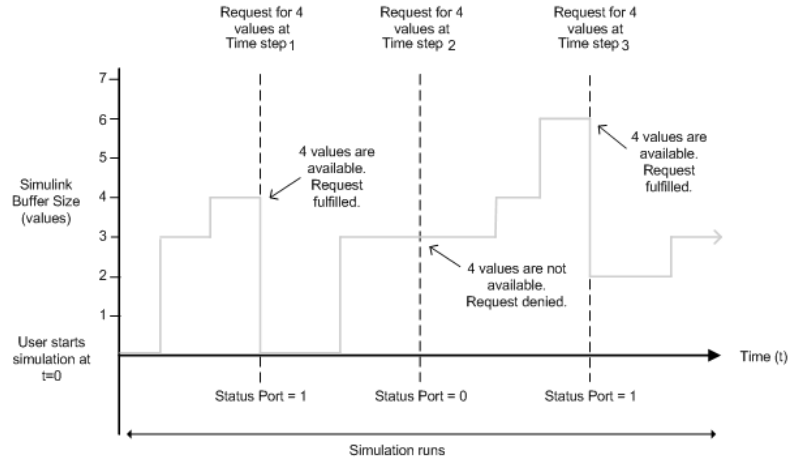 Request for 4
values at
Time step 1
Request for 4
values at
Time step 2
Request for 4
values at
Time step 3
7
6
5
4
3
2
1
Simulink
Buffer Size
(values)
4 values are
available.
Request
fulfilled.
4 values are not
available.
Request denied.
4 values are
available.
Request
fulfilled.
User starts
simulation at
t=0
Time (t)
Status Port = 1
Status Port = 0
Status Port = 1
Simulation runs